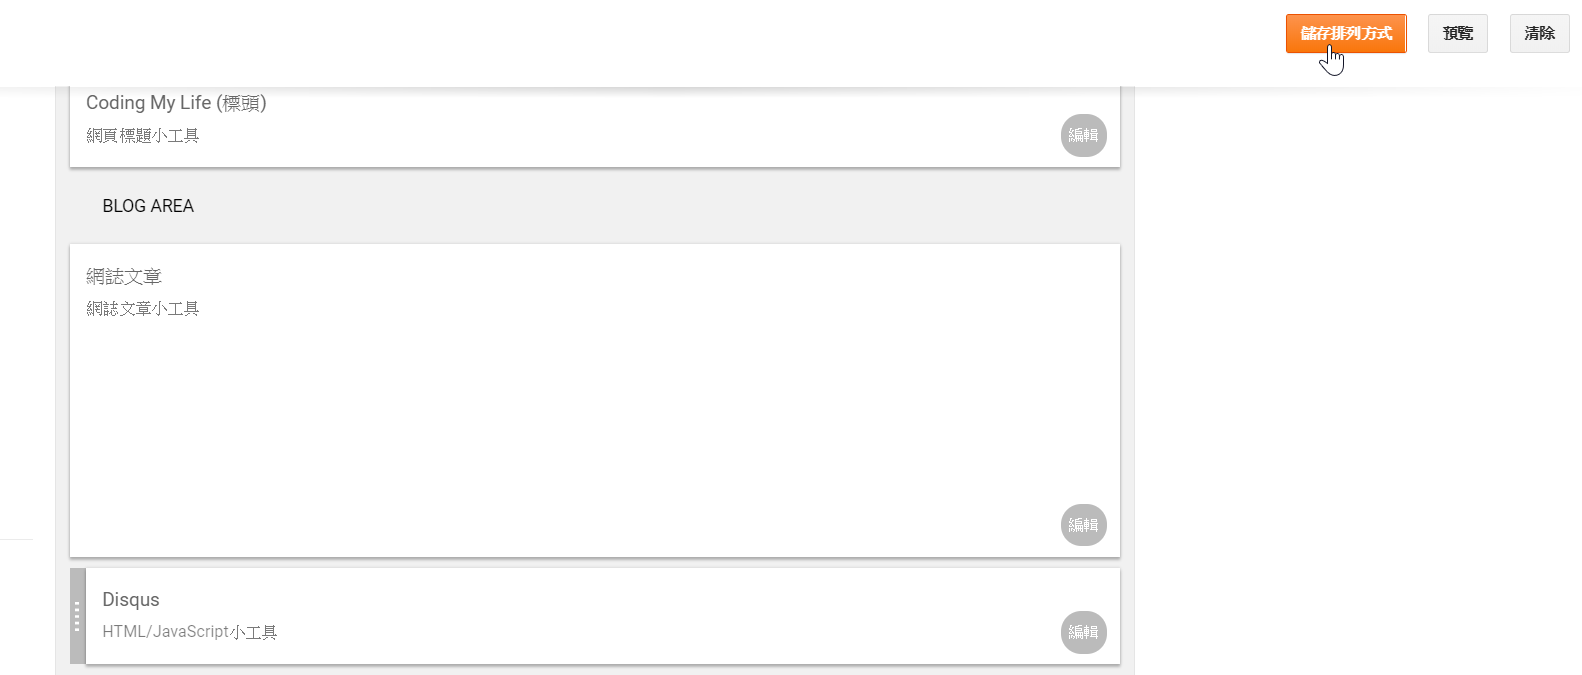 儲存排列方式 預覽 清除
Coding My Life (標頭)
網頁標題小工具
編輯
BLOG AREA
網誌文章
網誌文章小工具
編輯
Disqus
HTML/JavaScript小工具
編輯